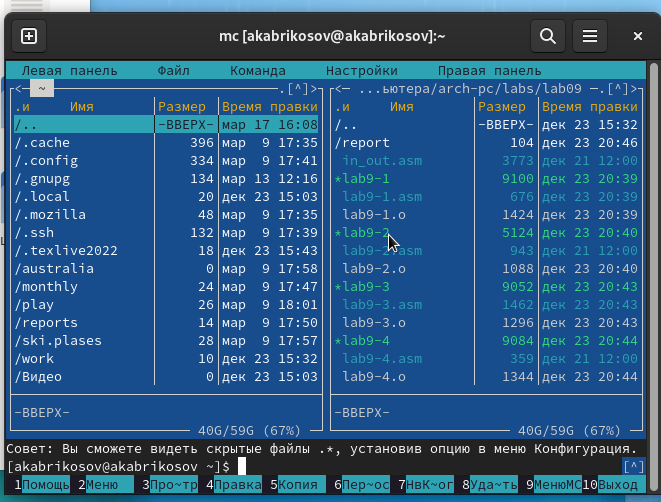 mc [akabrikosov@akabrikosov]:~
Левая панель Файл Команда Настройки Правая панель
<— ~ .[^]> <— ...ьютера/arch-pc/labs/lab09 —.[^]>
.и Имя Размер Время правки .и Имя Размер Время правки
/.. -ВВЕРХ- мар 17 16:08 /.. -ВВЕРХ- дек 23 15:32
/.cache 396 мар 9 17:35 /report 104 дек 23 20:46
/.config 334 мар 9 17:41 in_out.asm 3773 дек 21 12:00
/.gnupg 134 мар 13 12:16 *lab9-1 9100 дек 23 20:39
/.local 20 дек 23 15:03 lab9-1.asm 676 дек 23 20:39
/.mozilla 48 мар 9 17:35 lab9-1.o 1424 дек 23 20:39
/.ssh 132 мар 9 17:39 *lab9-2 5124 дек 23 20:40
/.texlive2022 18 дек 23 15:43 lab9-2.asm 943 дек 21 12:00
/australia 0 мар 9 17:58 lab9-2.o 1088 дек 23 20:40
/monthly 24 мар 9 17:47 *lab9-3 9052 дек 23 20:43
/play 26 мар 9 18:01 lab9-3.asm 1462 дек 23 20:43
/reports 14 мар 9 17:50 lab9-3.o 1296 дек 23 20:43
/ski.plases 28 мар 9 17:57 *lab9-4 9084 дек 23 20:44
/work 10 дек 23 15:32 lab9-4.asm 359 дек 21 12:00
/Видео 0 дек 23 15:03 lab9-4.o 1344 дек 23 20:44
-ВВЕРХ- -ВВЕРХ-
40G/59G (67%) 40G/59G (67%)
Совет: Вы сможете видеть скрытые файлы .*, установив опцию в меню Конфигурация.
[akabrikosov@akabrikosov ~]$ [^]
1Помощь 2Меню 3Про~тр 4Правка 5Копия 6Пер~ос 7НвК~ог 8Уда~ть 9МенюMC 10Выход